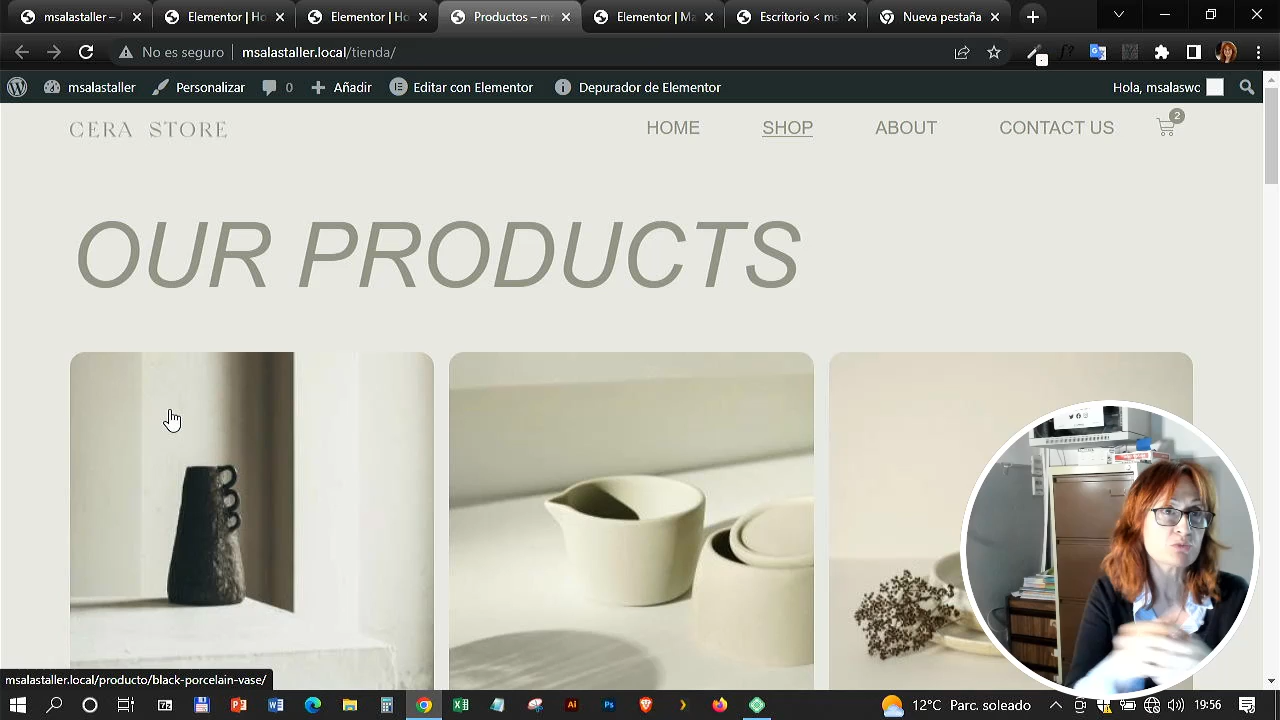 msalastaller – J
Elementor | Ho
Elementor | Ho
Productos – ms
Elementor | Ma
Escritorio < ms
Nueva pestaña
No es seguro
msalastaller.local/tienda/
msalastaller
Personalizar
0
Añadir
Editar con Elementor
Depurador de Elementor
Hola, msalaswc
CERA STORE
HOME
SHOP
ABOUT
CONTACT US
2
OUR PRODUCTS
msalastaller.local/producto/black-porcelain-vase/
12°C Parc. soleado
19:56